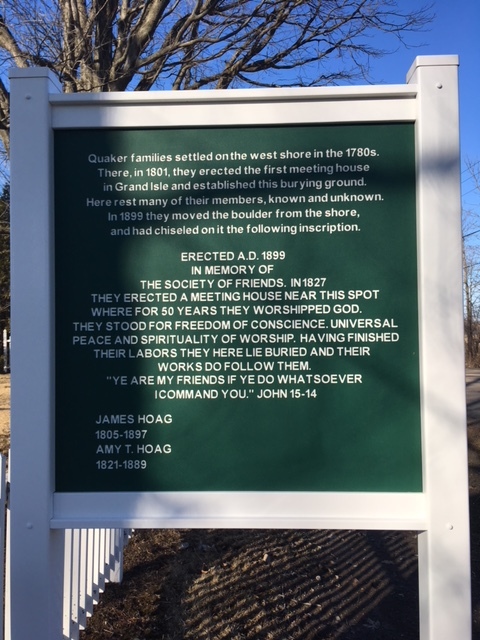 Quaker families settled on the west shore in the 1780s.
There, in 1801, they erected the first meeting house
in Grand Isle and established this burying ground.
Here rest many of their members, known and unknown.
In 1899 they moved the boulder from the shore,
and had chiseled on it the following inscription.
ERECTED A.D. 1899
IN MEMORY OF
THE SOCIETY OF FRIENDS. IN 1827
THEY ERECTED A MEETING HOUSE NEAR THIS SPOT
WHERE FOR 50 YEARS THEY WORSHIPPED GOD.
THEY STOOD FOR FREEDOM OF CONSCIENCE. UNIVERSAL
PEACE AND SPIRITUALITY OF WORSHIP. HAVING FINISHED
THEIR LABORS THEY HERE LIE BURIED AND THEIR
WORKS DO FOLLOW THEM.
"YE ARE MY FRIENDS IF YE DO WHATSOEVER
I COMMAND YOU." JOHN 15-14
JAMES HOAG
1805-1897
AMY T. HOAG
1821-1889